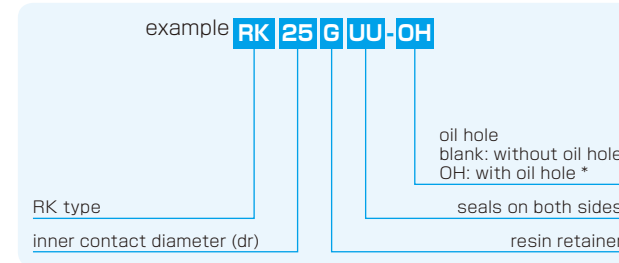 example RK 25 G UU-OH
oil hole
blank: without oil hole
OH: with oil hole *
RK type
seals on both sides
inner contact diameter (dr)
resin retainer